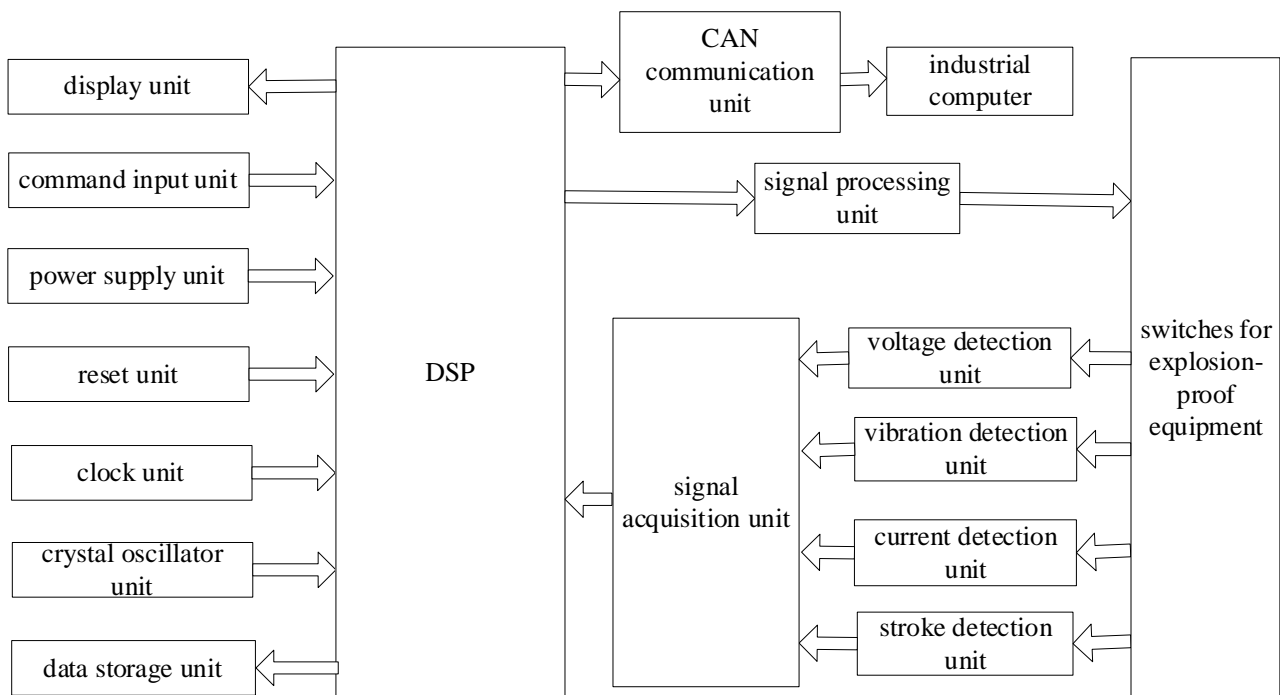 display unit
command input unit
power supply unit
reset unit
clock unit
crystal oscillator
unit
data storage unit
DSP
CAN
communication
unit
industrial
computer
signal processing
unit
signal
acquisition unit
voltage detection
unit
vibration detection
unit
current detection
unit
stroke detection
unit
switches for
explosion-
proof
equipment